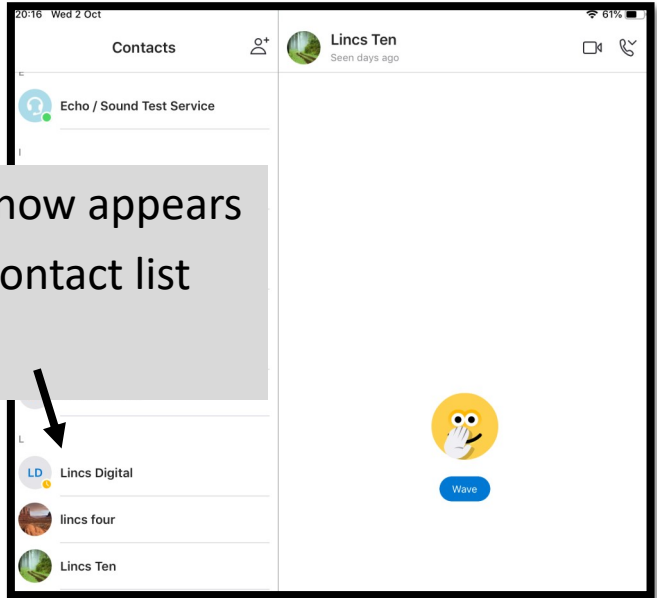 20:16 Wed 2 Oct
61%
Contacts
Lincs Ten
Seen days ago
E
Echo / Sound Test Service
I
now appears
ontact list
L
LD Lincs Digital
lincs four
Lincs Ten
Wave